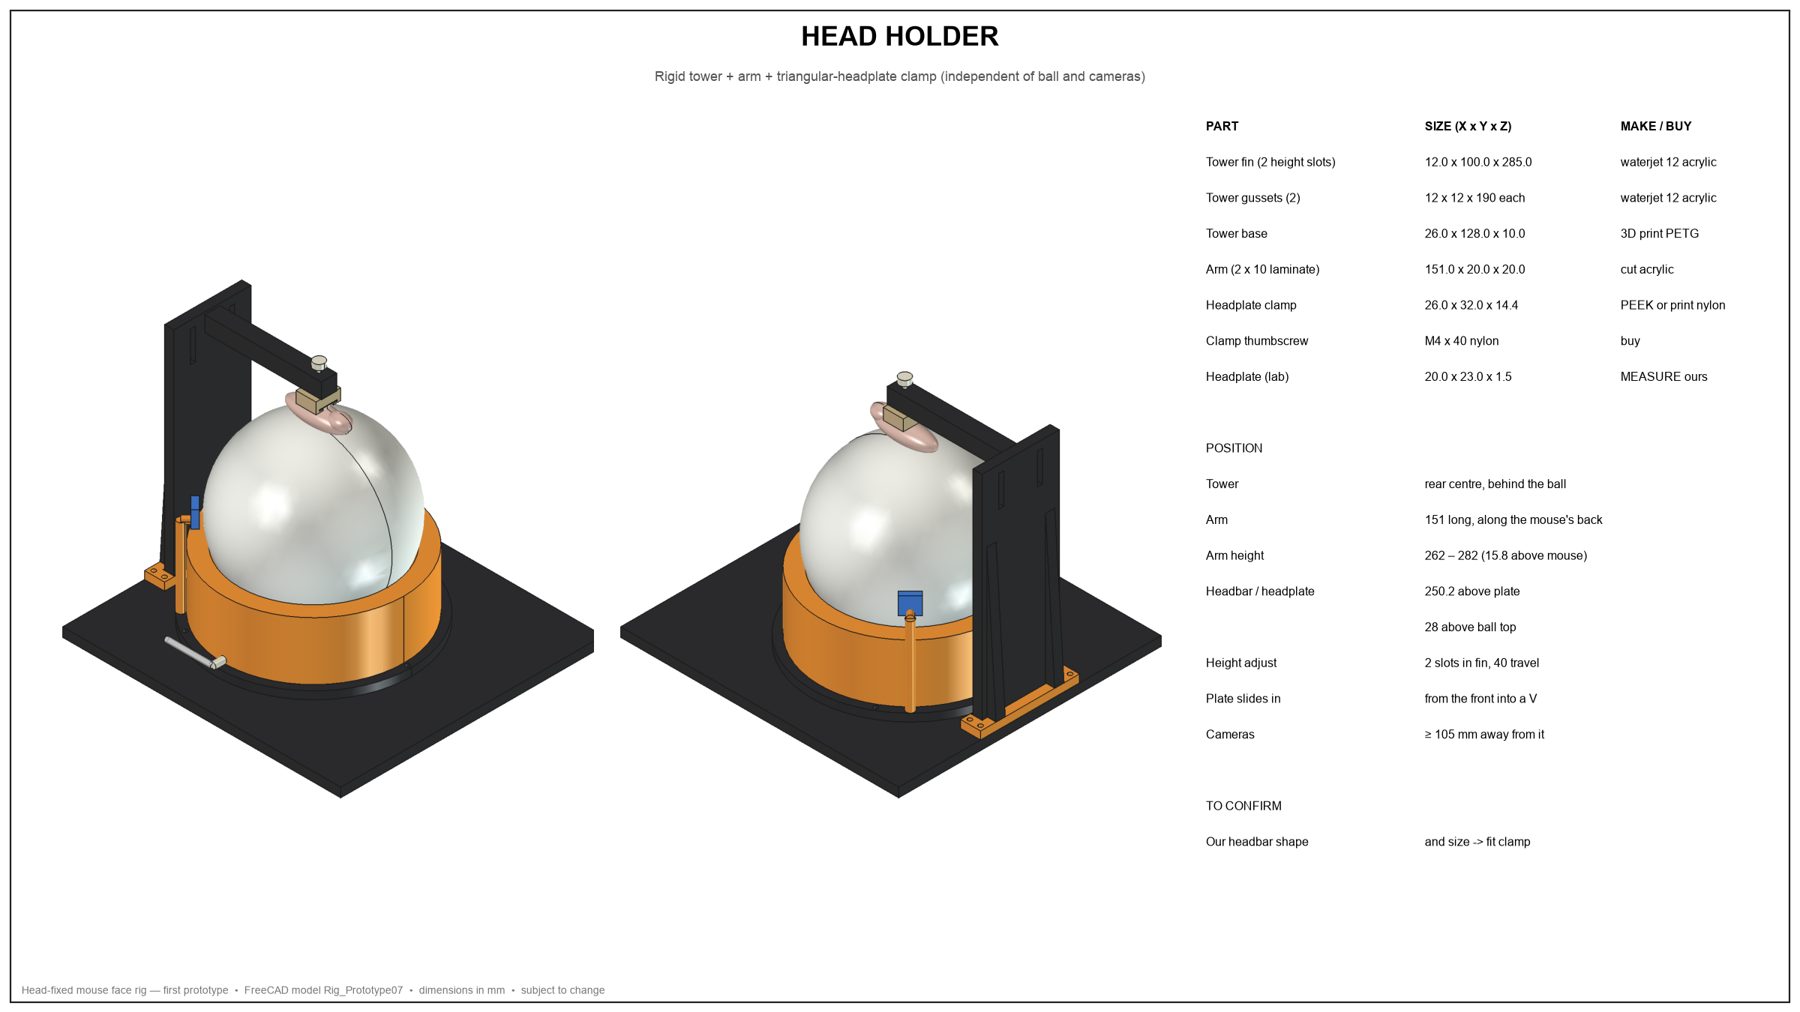 HEAD HOLDER
Rigid tower + arm + triangular-headplate clamp (independent of ball and cameras)
PART SIZE (X x Y x Z) MAKE / BUY
Tower fin (2 height slots) 12.0 x 100.0 x 285.0 waterjet 12 acrylic
Tower gussets (2) 12 x 12 x 190 each waterjet 12 acrylic
Tower base 26.0 x 128.0 x 10.0 3D print PETG
Arm (2 x 10 laminate) 151.0 x 20.0 x 20.0 cut acrylic
Headplate clamp 26.0 x 32.0 x 14.4 PEEK or print nylon
Clamp thumbscrew M4 x 40 nylon buy
Headplate (lab) 20.0 x 23.0 x 1.5 MEASURE ours
POSITION
Tower rear centre, behind the ball
Arm 151 long, along the mouse's back
Arm height 262 – 282 (15.8 above mouse)
Headbar / headplate 250.2 above plate
28 above ball top
Height adjust 2 slots in fin, 40 travel
Plate slides in from the front into a V
Cameras ≥ 105 mm away from it
TO CONFIRM
Our headbar shape and size -> fit clamp
Head-fixed mouse face rig — first prototype • FreeCAD model Rig_Prototype07 • dimensions in mm • subject to change